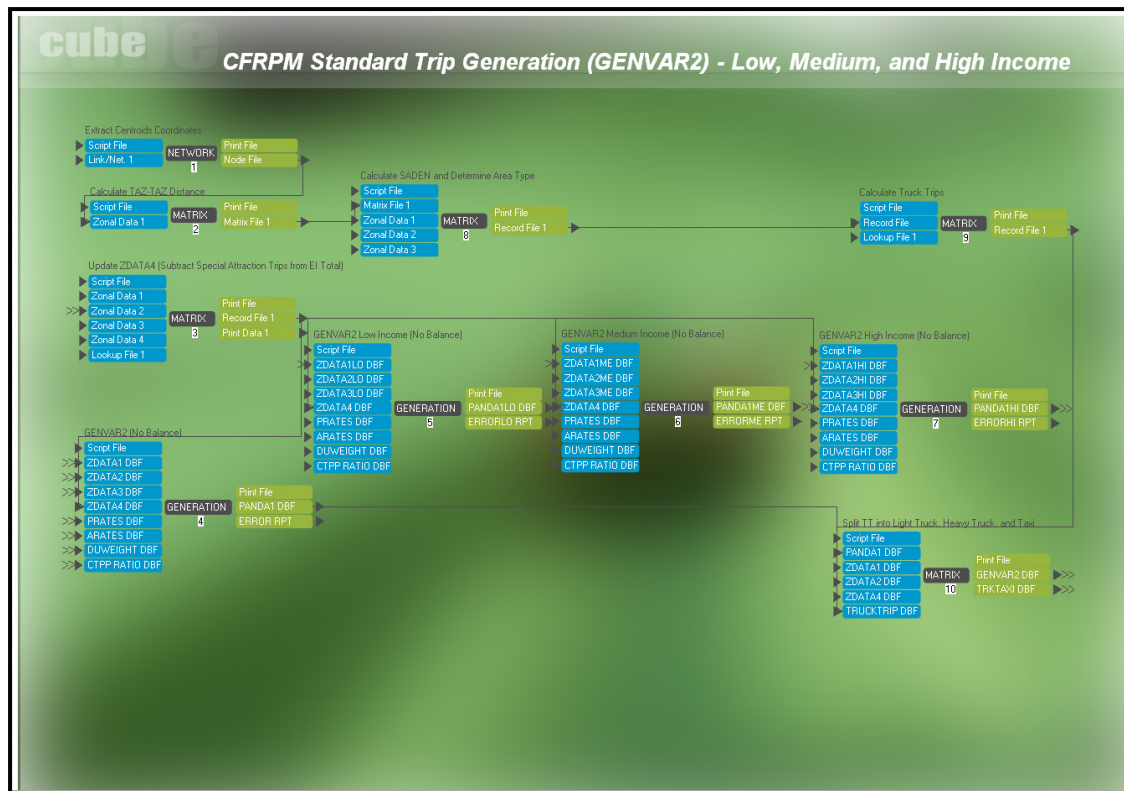 cube
CFRPM Standard Trip Generation (GENVAR2) - Low, Medium, and High Income
Extract Centroids Coordinates
Script File
Link/Net. 1
NETWORK
1
Print File
Node File
Calculate TAZ-TAZ Distance
Script File
Zonal Data 1
MATRIX
2
Print File
Matrix File 1
Calculate SADEN and Determine Area Type
Script File
Matrix File 1
Zonal Data 1
Zonal Data 2
Zonal Data 3
MATRIX
8
Print File
Record File 1
Calculate Truck Trips
Script File
Record File
Lookup File 1
MATRIX
9
Print File
Record File 1
Update ZDATA4 (Subtract Special Attraction Trips from EI Total)
Script File
Zonal Data 1
Zonal Data 2
Zonal Data 3
Zonal Data 4
Lookup File 1
MATRIX
3
Print File
Record File 1
Print Data 1
GENVAR2 Low Income (No Balance)
Script File
ZDATA1LO DBF
ZDATA2LO DBF
ZDATA3LO DBF
ZDATA4 DBF
PRATES DBF
ARATES DBF
DUWEIGHT DBF
CTPP RATIO DBF
GENERATION
5
Print File
PANDA1LO DBF
ERRORLO RPT
GENVAR2 Medium Income (No Balance)
Script File
ZDATA1ME DBF
ZDATA2ME DBF
ZDATA3ME DBF
ZDATA4 DBF
PRATES DBF
ARATES DBF
DUWEIGHT DBF
CTPP RATIO DBF
GENERATION
6
Print File
PANDA1ME DBF
ERRORME RPT
GENVAR2 High Income (No Balance)
Script File
ZDATA1HI DBF
ZDATA2HI DBF
ZDATA3HI DBF
ZDATA4 DBF
PRATES DBF
ARATES DBF
DUWEIGHT DBF
CTPP RATIO DBF
GENERATION
7
Print File
PANDA1HI DBF
ERRORHI RPT
GENVAR2 (No Balance)
Script File
ZDATA1 DBF
ZDATA2 DBF
ZDATA3 DBF
ZDATA4 DBF
PRATES DBF
ARATES DBF
DUWEIGHT DBF
CTPP RATIO DBF
GENERATION
4
Print File
PANDA1 DBF
ERROR RPT
Split TT into Light Truck, Heavy Truck, and Taxi
Script File
PANDA1 DBF
ZDATA1 DBF
ZDATA2 DBF
ZDATA4 DBF
TRUCKTRIP DBF
MATRIX
10
Print File
GENVAR2 DBF
TRKTAXI DBF